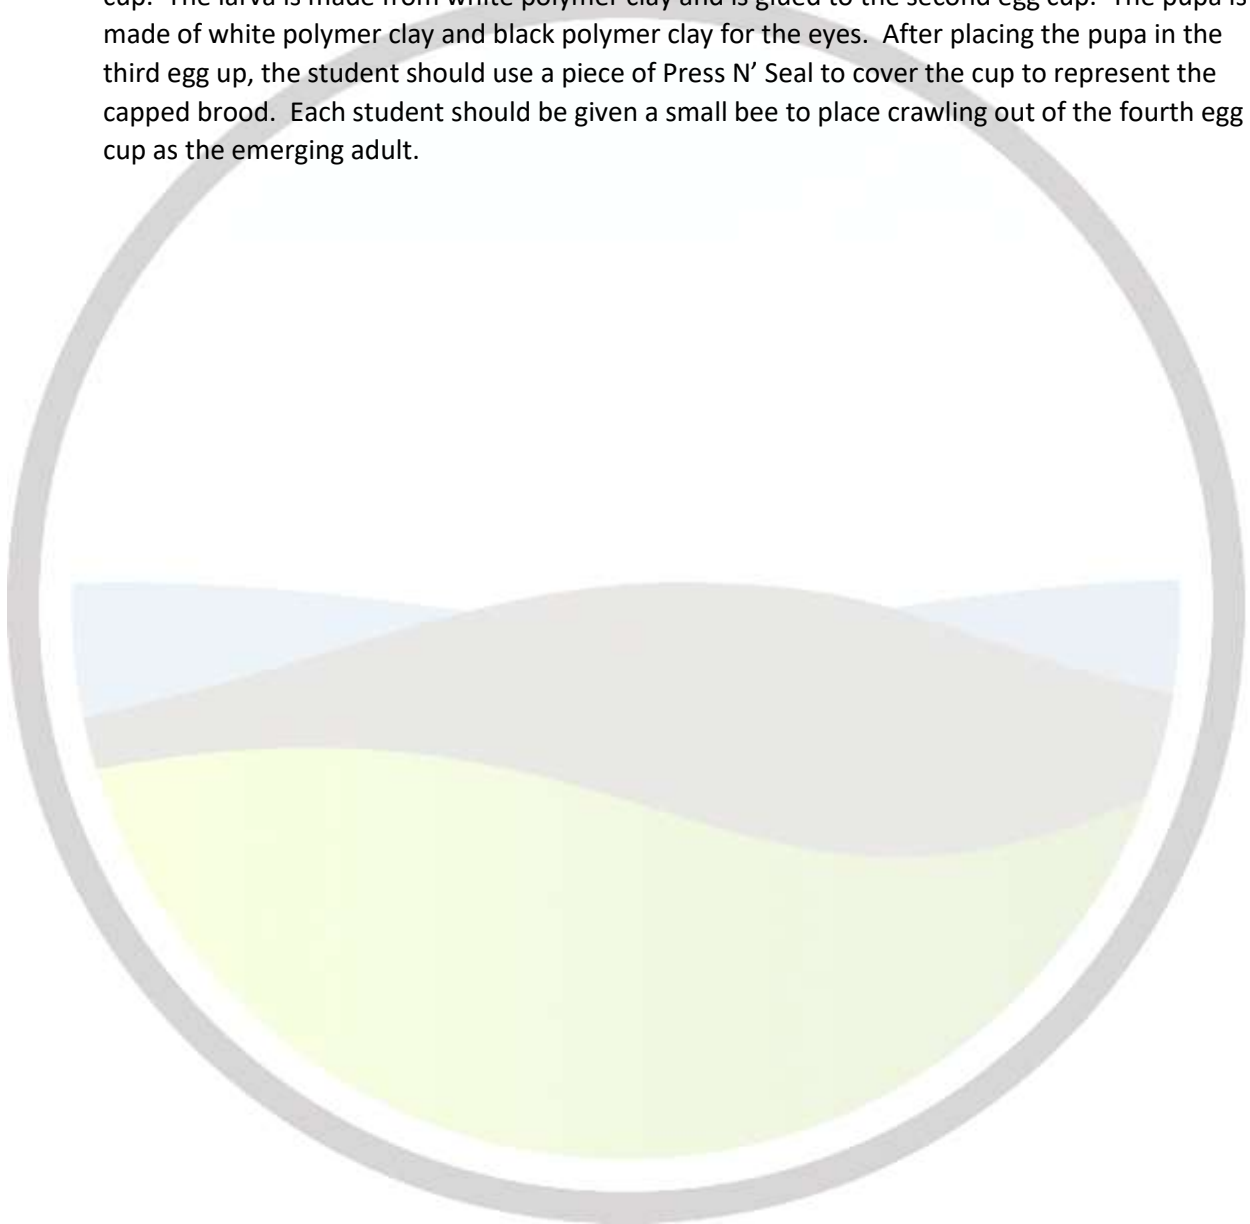 cup.  The larva is made from white polymer clay and is glued to the second egg cup.  The pupa is
made of white polymer clay and black polymer clay for the eyes.  After placing the pupa in the
third egg up, the student should use a piece of Press N’ Seal to cover the cup to represent the
capped brood.  Each student should be given a small bee to place crawling out of the fourth egg
cup as the emerging adult.